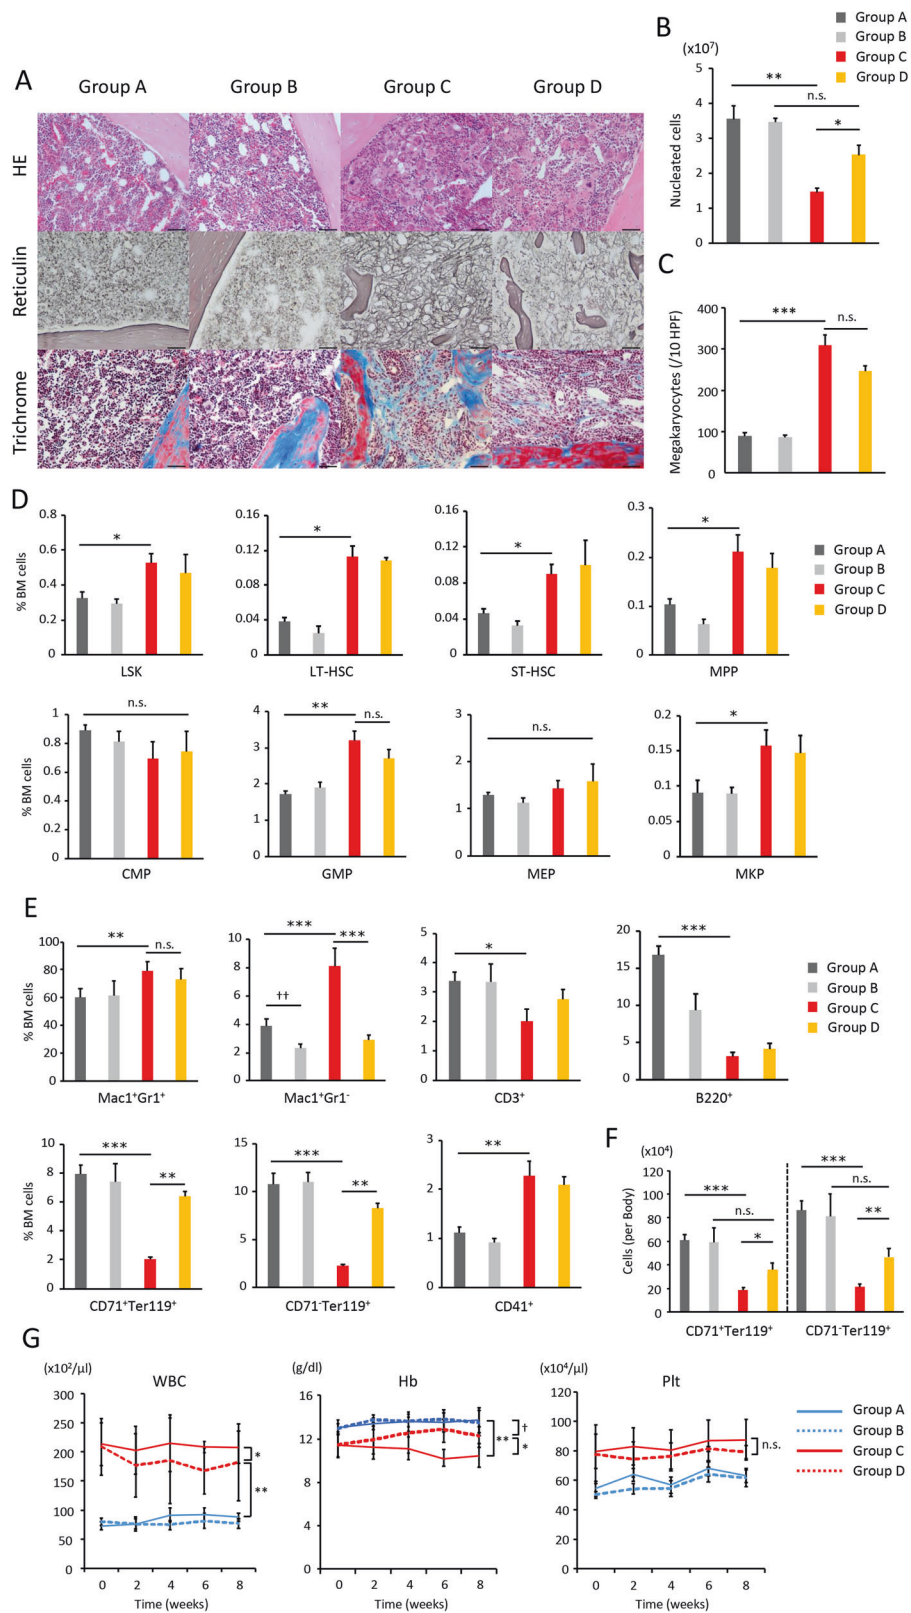 A
Group A Group B Group C Group D
HE
Reticulin
Trichrome
B
Group A
Group B
Group C
Group D
(x10⁷)
Nucleated cells
5
4
3
2
1
0
**
n.s.
*
C
Megakaryocytes (/10 HPF)
400
300
200
100
0
***
n.s.
D
% BM cells
0.8
0.6
0.4
0.2
0
*
LSK
0.16
0.12
0.08
0.04
0
*
LT-HSC
0.16
0.12
0.08
0.04
0
*
ST-HSC
0.3
0.2
0.1
0
*
MPP
Group A
Group B
Group C
Group D
% BM cells
1
0.8
0.6
0.4
0.2
0
n.s.
CMP
4
3
2
1
0
**
n.s.
GMP
3
2
1
0
n.s.
MEP
0.2
0.15
0.1
0.05
0
*
MKP
E
% BM cells
100
80
60
40
20
0
**
n.s.
Mac1⁺Gr1⁺
10
8
6
4
2
0
***
***
††
Mac1⁺Gr1⁻
5
4
3
2
1
0
*
CD3⁺
20
15
10
5
0
***
B220⁺
Group A
Group B
Group C
Group D
% BM cells
10
8
6
4
2
0
***
**
CD71⁺Ter119⁺
15
10
5
0
***
**
CD71⁻Ter119⁺
3
2
1
0
**
CD41⁺
F
(x10⁴)
Cells (per Body)
120
100
80
60
40
20
0
***
n.s.
*
***
n.s.
**
CD71⁺Ter119⁺ CD71⁻Ter119⁺
G
(x10²/µl)
WBC
300
250
200
150
100
50
0
*
**
0 2 4 6 8
Time (weeks)
(g/dl)
Hb
16
14
12
10
8
6
4
2
0
**
†
*
0 2 4 6 8
Time (weeks)
(x10⁴/µl)
Plt
120
100
80
60
40
20
0
n.s.
0 2 4 6 8
Time (weeks)
Group A
Group B
Group C
Group D